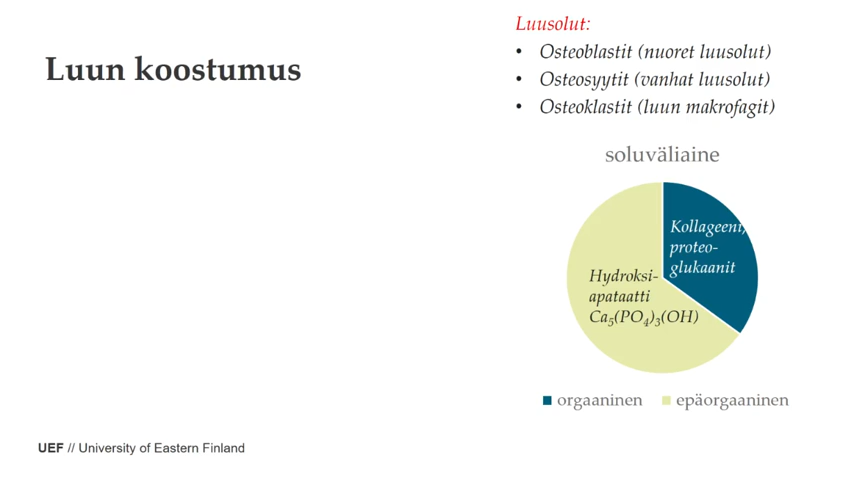 Luun koostumus
Luusolut:
• Osteoblastit (nuoret luusolut)
• Osteosyytit (vanhat luusolut)
• Osteoklastit (luun makrofagit)
soluväliaine
Kollageeni,
proteo-
glukaanit
Hydroksi-
apataatti
Ca₅(PO₄)₃(OH)
orgaaninen epäorgaaninen
UEF // University of Eastern Finland